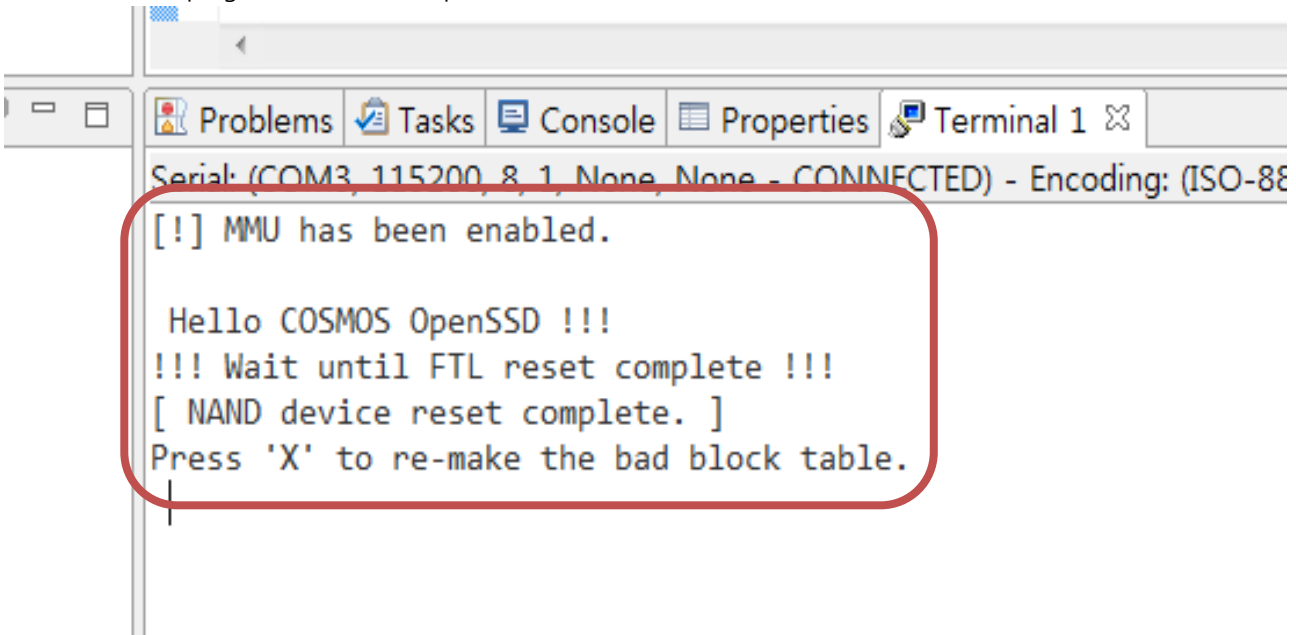 Problems Tasks Console Properties Terminal 1
Serial: (COM3, 115200, 8, 1, None, None - CONNECTED) - Encoding: (ISO-88
[!] MMU has been enabled.
Hello COSMOS OpenSSD !!!
!!! Wait until FTL reset complete !!!
[ NAND device reset complete. ]
Press 'X' to re-make the bad block table.